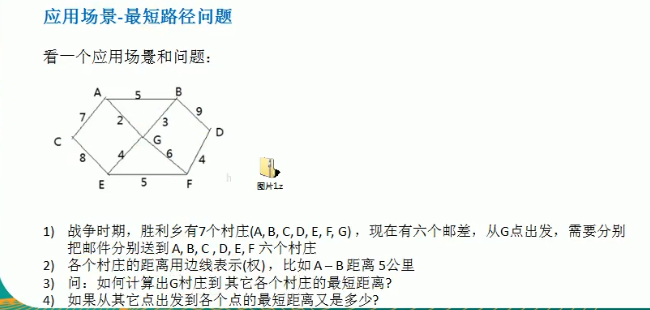 应用场景-最短路径问题
看一个应用场景和问题：
A 5 B
7 2 3 9
C G D
8 4 6 4
E 5 F
h
图片1.z
1) 战争时期，胜利乡有7个村庄(A, B, C, D, E, F, G) ，现在有六个邮差，从G点出发，需要分别
把邮件分别送到 A, B, C , D, E, F 六个村庄
2) 各个村庄的距离用边线表示(权) ，比如 A – B 距离 5公里
3) 问：如何计算出G村庄到 其它各个村庄的最短距离?
4) 如果从其它点出发到各个点的最短距离又是多少?